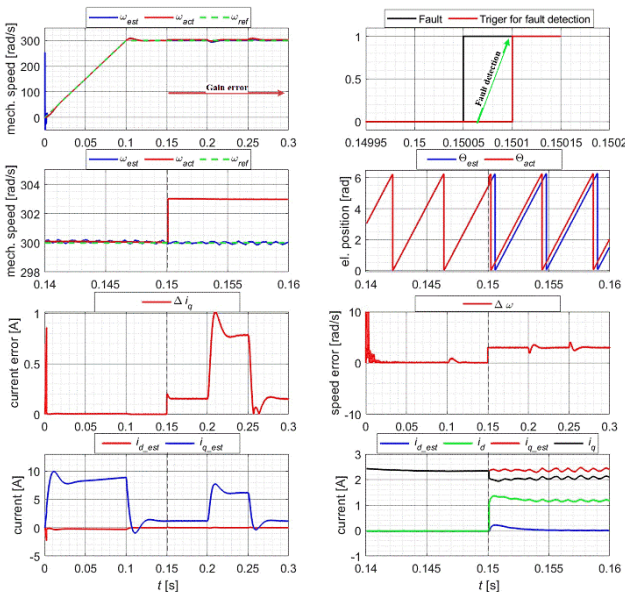 ω_est ω_act ω_ref
mech. speed [rad/s]
300
200
100
0
Gain error
0 0.05 0.1 0.15 0.2 0.25 0.3
Fault Triger for fault detection
1
0.8
0.6
0.4
0.2
0
Fault detection
0.14995 0.15 0.15005 0.1501 0.15015 0.1502
ω_est ω_act ω_ref
mech. speed [rad/s]
304
302
300
298
0.14 0.145 0.15 0.155 0.16
Θ_est Θ_act
el. position [rad]
6
4
2
0
0.14 0.145 0.15 0.155 0.16
Δ i_q
current error [A]
1
0.5
0
0 0.05 0.1 0.15 0.2 0.25 0.3
Δ ω
speed error [rad/s]
10
0
-10
0 0.05 0.1 0.15 0.2 0.25 0.3
i_d_est i_q_est
current [A]
10
5
0
-5
0 0.05 0.1 0.15 0.2 0.25 0.3
t [s]
i_d_est i_d i_q_est i_q
current [A]
3
2
1
0
-1
0.14 0.145 0.15 0.155 0.16
t [s]